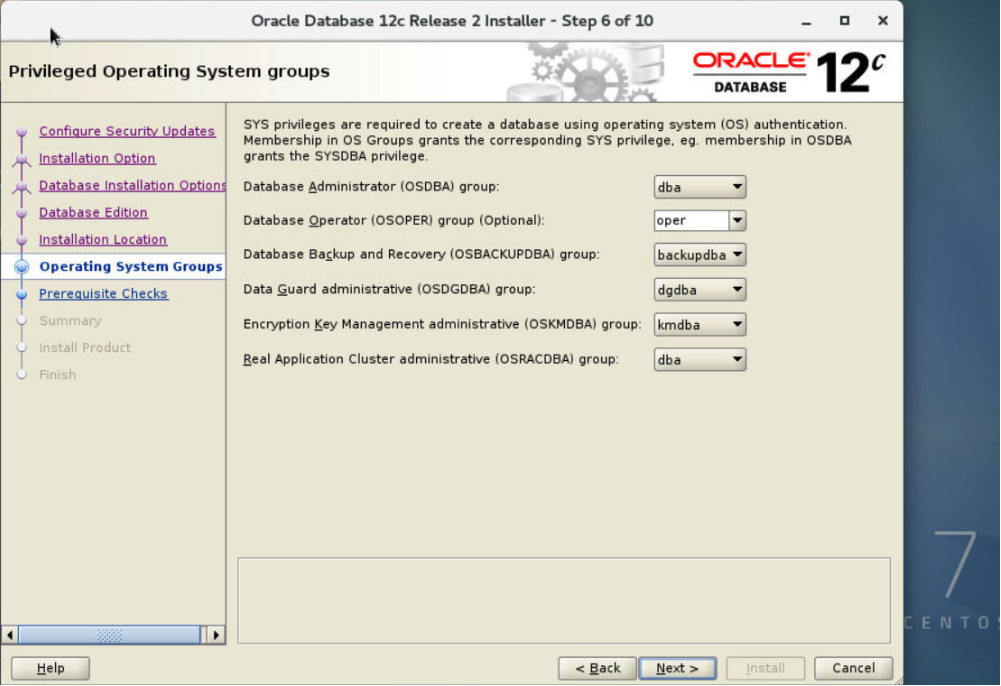 Oracle Database 12c Release 2 Installer - Step 6 of 10
Privileged Operating System groups
ORACLE®
DATABASE
12c
Configure Security Updates
Installation Option
Database Installation Options
Database Edition
Installation Location
Operating System Groups
Prerequisite Checks
Summary
Install Product
Finish
SYS privileges are required to create a database using operating system (OS) authentication.
Membership in OS Groups grants the corresponding SYS privilege, eg. membership in OSDBA
grants the SYSDBA privilege.
Database Administrator (OSDBA) group: dba
Database Operator (OSOPER) group (Optional): oper
Database Backup and Recovery (OSBACKUPDBA) group: backupdba
Data Guard administrative (OSDGDBA) group: dgdba
Encryption Key Management administrative (OSKMDBA) group: kmdba
Real Application Cluster administrative (OSRACDBA) group: dba
7
CENTOS
Help
< Back
Next >
Install
Cancel